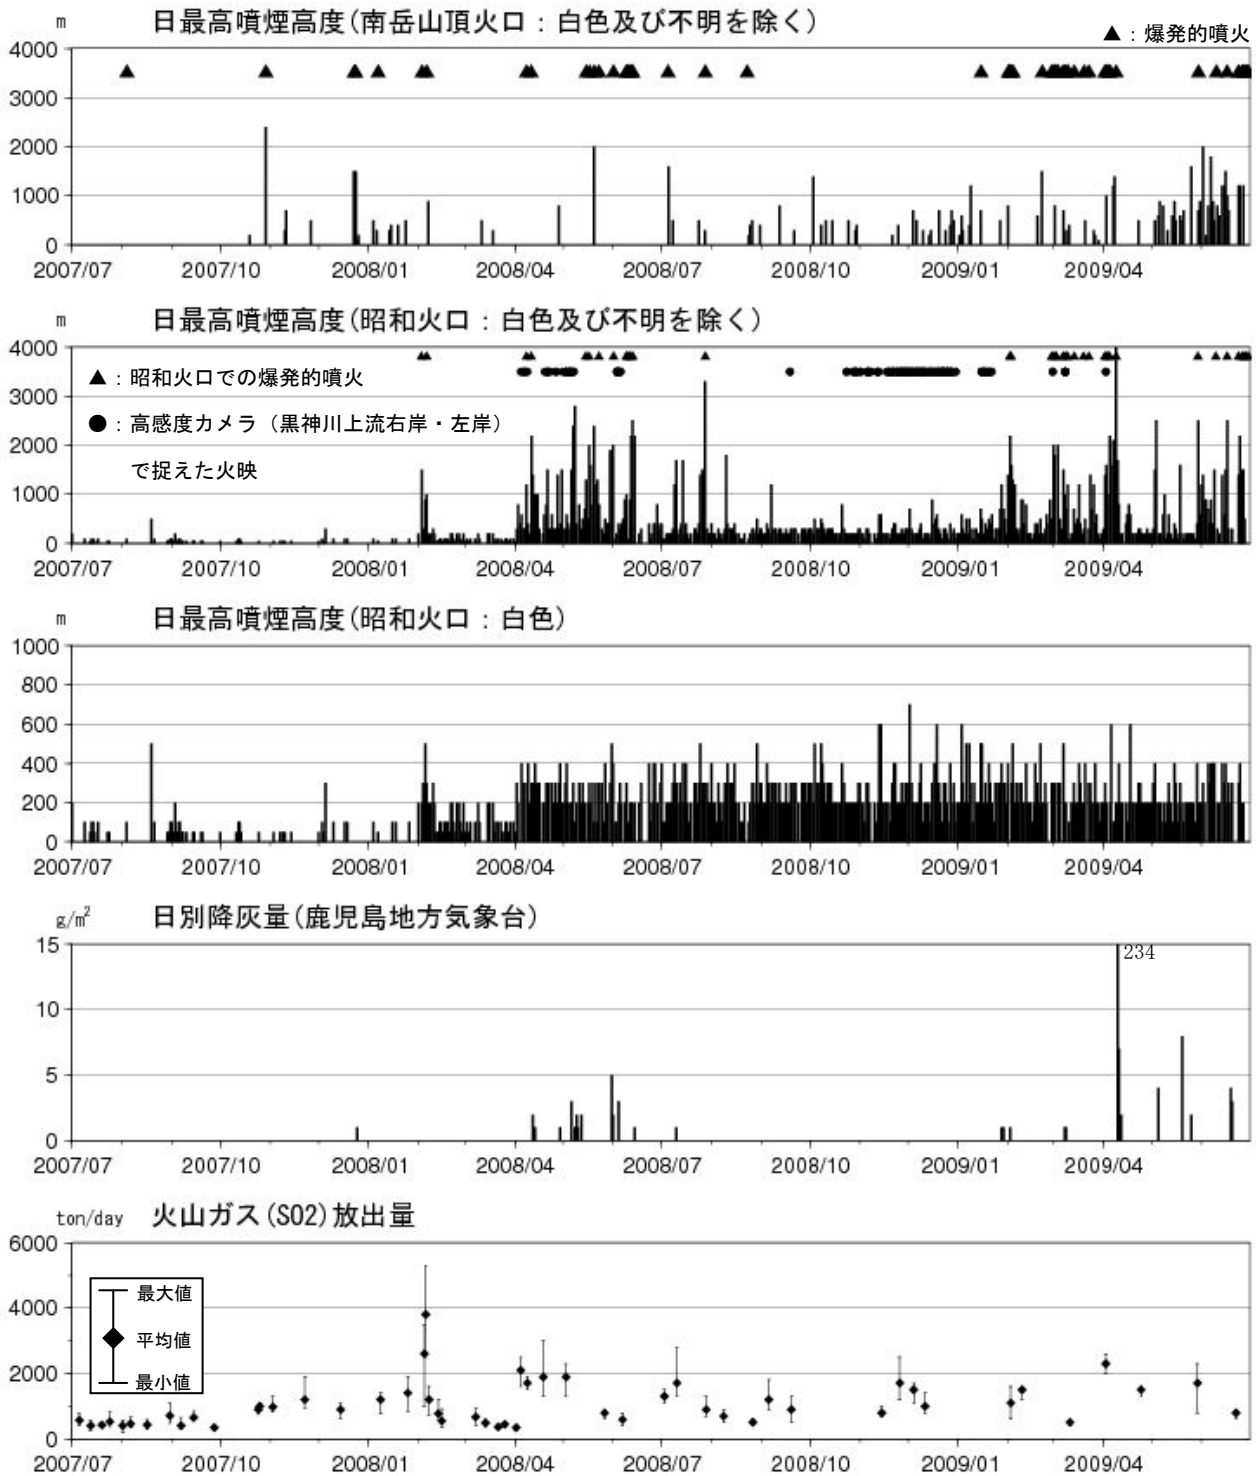 m 日最高噴煙高度(南岳山頂火口：白色及び不明を除く)
▲：爆発的噴火
4000
3000
2000
1000
0
2007/07 2007/10 2008/01 2008/04 2008/07 2008/10 2009/01 2009/04
m 日最高噴煙高度(昭和火口：白色及び不明を除く)
4000
▲：昭和火口での爆発的噴火
3000
●：高感度カメラ（黒神川上流右岸・左岸）
で捉えた火映
2000
1000
0
2007/07 2007/10 2008/01 2008/04 2008/07 2008/10 2009/01 2009/04
m 日最高噴煙高度(昭和火口：白色)
1000
800
600
400
200
0
2007/07 2007/10 2008/01 2008/04 2008/07 2008/10 2009/01 2009/04
g/m² 日別降灰量(鹿児島地方気象台)
15
234
10
5
0
2007/07 2007/10 2008/01 2008/04 2008/07 2008/10 2009/01 2009/04
ton/day 火山ガス(SO2)放出量
6000
最大値
4000
平均値
最小値
2000
0
2007/07 2007/10 2008/01 2008/04 2008/07 2008/10 2009/01 2009/04